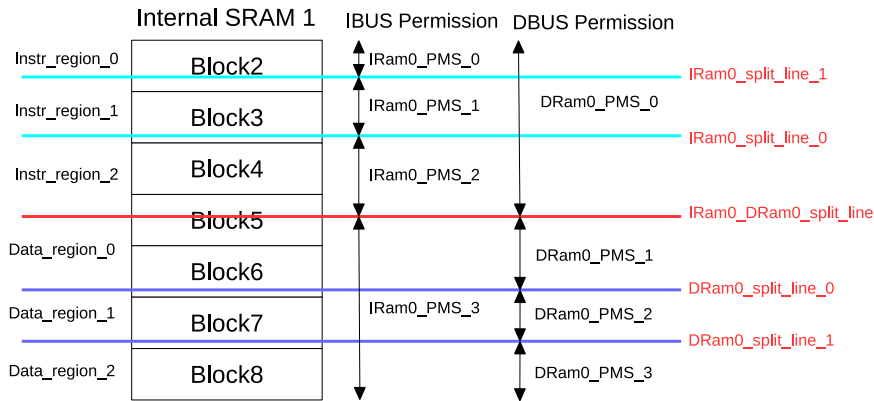 Internal SRAM 1
IBUS Permission
DBUS Permission
Instr_region_0
Block2
IRam0_PMS_0
IRam0_split_line_1
Instr_region_1
Block3
IRam0_PMS_1
DRam0_PMS_0
IRam0_split_line_0
Instr_region_2
Block4
IRam0_PMS_2
Block5
IRam0_DRam0_split_line
Data_region_0
Block6
DRam0_PMS_1
DRam0_split_line_0
Data_region_1
Block7
IRam0_PMS_3
DRam0_PMS_2
DRam0_split_line_1
Data_region_2
Block8
DRam0_PMS_3